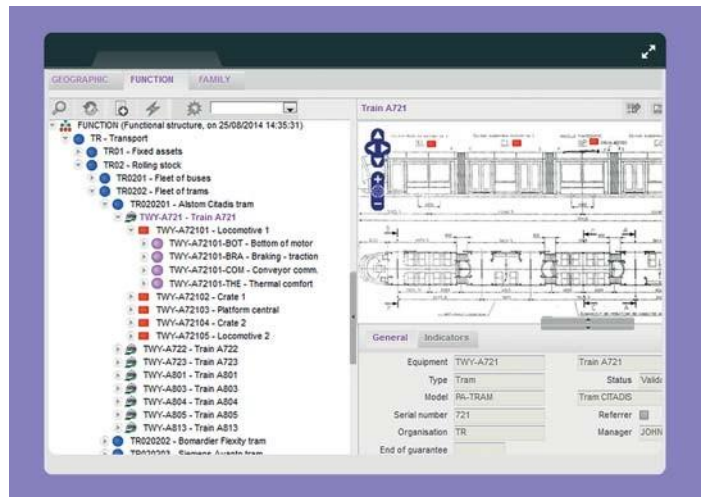 GEOGRAPHIC FUNCTION FAMILY
FUNCTION (Functional structure, on 25/08/2014 14:35:31)
TR - Transport
TR01 - Fixed assets
TR02 - Rolling stock
TR0201 - Fleet of buses
TR0202 - Fleet of trams
TR020201 - Alstom Citadis tram
TWY-A721 - Train A721
TWY-A72101 - Locomotive 1
TWY-A72101-BOT - Bottom of motor
TWY-A72101-BRA - Braking - traction
TWY-A72101-COM - Conveyor comm.
TWY-A72101-THE - Thermal comfort
TWY-A72102 - Crate 1
TWY-A72103 - Platform central
TWY-A72104 - Crate 2
TWY-A72105 - Locomotive 2
TWY-A722 - Train A722
TWY-A723 - Train A723
TWY-A801 - Train A801
TWY-A803 - Train A803
TWY-A804 - Train A804
TWY-A805 - Train A805
TWY-A813 - Train A813
TR020202 - Bomardier Flexity tram
TR020203 - Siemens Avanto tram
Train A721
General Indicators
Equipment TWY-A721 Train A721
Type Tram Status Valida
Model PA-TRAM Tram CITADIS
Serial number 721 Referrer
Organisation TR Manager JOHN
End of guarantee